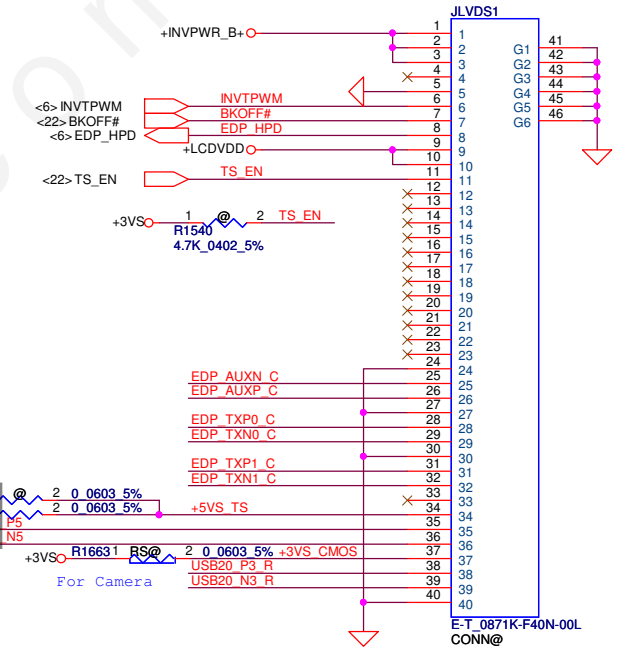 JLVDS1
+INVPWR_B+
1 1
2 2
3 3
4 4
5 5
<6> INVTPWM INVTPWM 6 6
<22> BKOFF# BKOFF# 7 7
<6> EDP_HPD EDP_HPD 8 8
+LCDVDD 9 9
10 10
<22> TS_EN TS_EN 11 11
12 12
13 13
14 14
15 15
16 16
17 17
18 18
19 19
20 20
21 21
22 22
23 23
24 24
EDP_AUXN_C 25 25
EDP_AUXP_C 26 26
27 27
EDP_TXP0_C 28 28
EDP_TXN0_C 29 29
30 30
EDP_TXP1_C 31 31
EDP_TXN1_C 32 32
33 33
+5VS_TS 34 34
P5 35 35
N5 36 36
+3VS R1663 1 RS@ 2 0_0603_5% +3VS_CMOS 37 37
USB20_P3_R 38 38
USB20_N3_R 39 39
40 40
G1 41
G2 42
G3 43
G4 44
G5 45
G6 46
+3VS 1 @ 2 TS_EN
R1540
4.7K_0402_5%
@ 2 0_0603_5%
2 0_0603_5%
For Camera
E-T_0871K-F40N-00L
CONN@